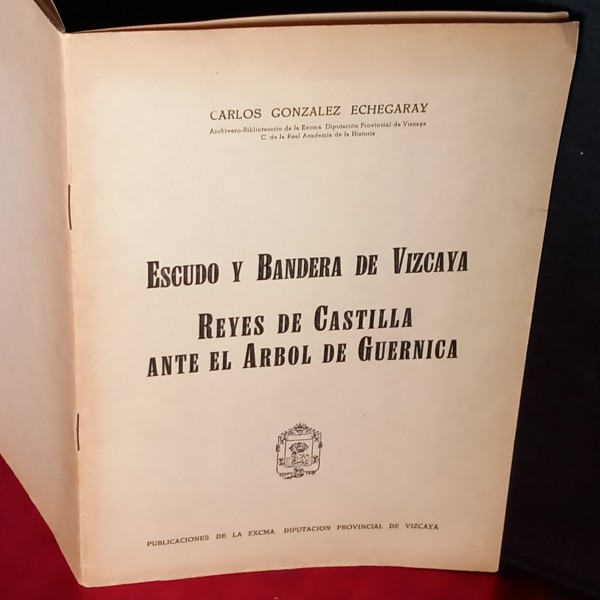 CARLOS GONZALEZ ECHEGARAY
Archivero-Bibliotecario de la Excma. Diputación Provincial de Vizcaya
C. de la Real Academia de la Historia
ESCUDO Y BANDERA DE VIZCAYA
REYES DE CASTILLA
ANTE EL ARBOL DE GUERNICA
PUBLICACIONES DE LA EXCMA. DIPUTACION PROVINCIAL DE VIZCAYA